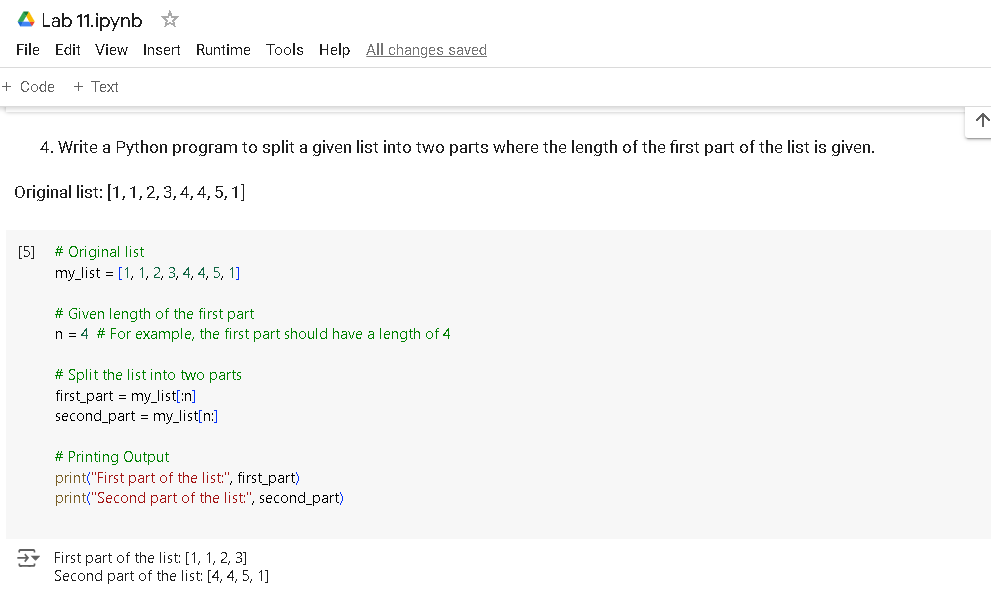 Lab 11.ipynb
File Edit View Insert Runtime Tools Help All changes saved
+ Code + Text
4. Write a Python program to split a given list into two parts where the length of the first part of the list is given.
Original list: [1, 1, 2, 3, 4, 4, 5, 1]
[5] # Original list
my_list = [1, 1, 2, 3, 4, 4, 5, 1]
# Given length of the first part
n = 4 # For example, the first part should have a length of 4
# Split the list into two parts
first_part = my_list[:n]
second_part = my_list[n:]
# Printing Output
print("First part of the list:", first_part)
print("Second part of the list:", second_part)
First part of the list: [1, 1, 2, 3]
Second part of the list: [4, 4, 5, 1]